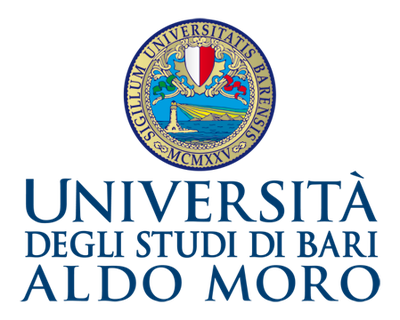 SIGILLUM UNIVERSITATIS BARENSIS
MCMXXV
UNIVERSITÀ
DEGLI STUDI DI BARI
ALDO MORO